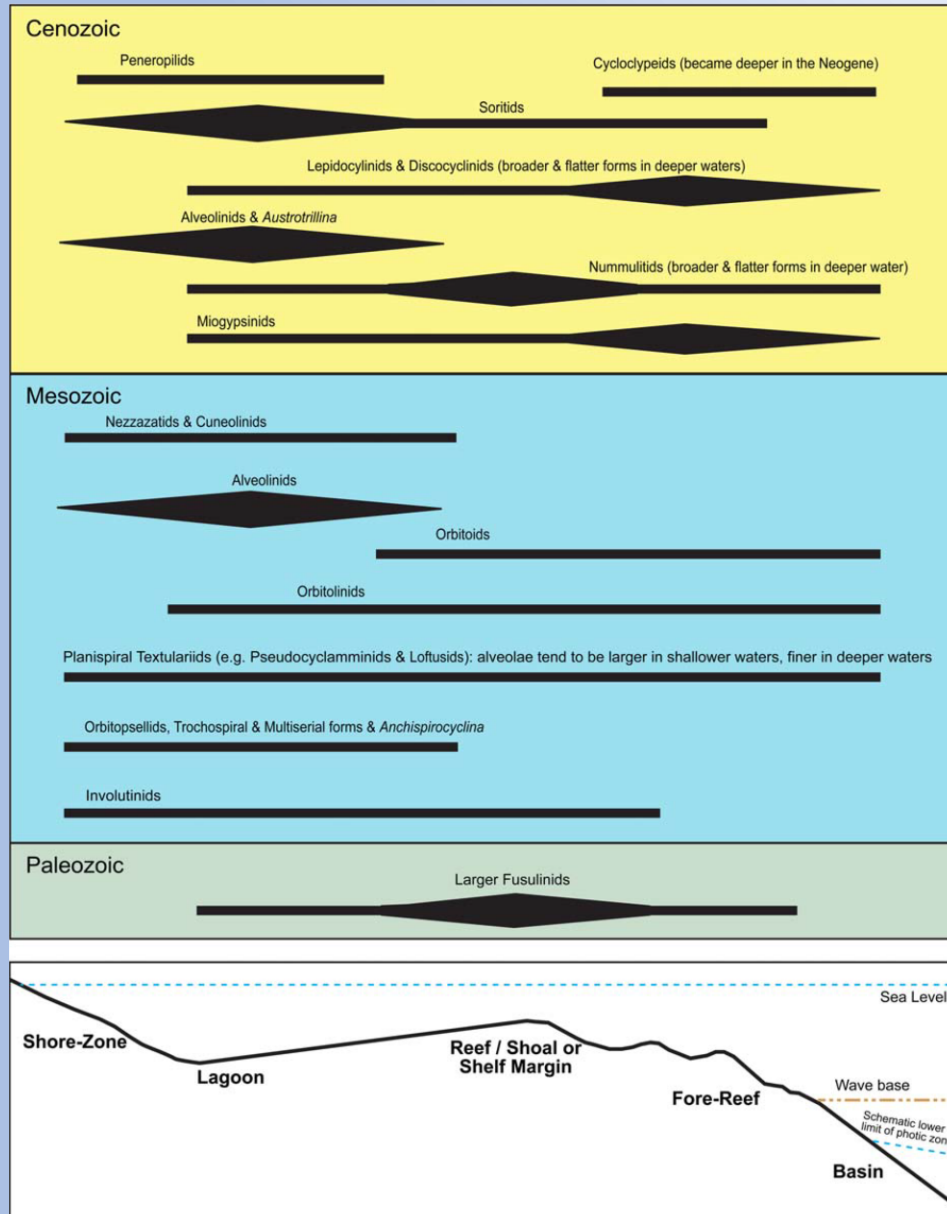 Cenozoic
Peneropilids
Cycloclypeids (became deeper in the Neogene)
Soritids
Lepidocylinids & Discocyclinids (broader & flatter forms in deeper waters)
Alveolinids & Austrotrillina
Nummulitids (broader & flatter forms in deeper water)
Miogypsinids
Mesozoic
Nezzazatids & Cuneolinids
Alveolinids
Orbitoids
Orbitolinids
Planispiral Textulariids (e.g. Pseudocyclamminids & Loftusids): alveolae tend to be larger in shallower waters, finer in deeper waters
Orbitopsellids, Trochospiral & Multiserial forms & Anchispirocyclina
Involutinids
Paleozoic
Larger Fusulinids
Sea Level
Shore-Zone
Lagoon
Reef / Shoal or
Shelf Margin
Fore-Reef
Wave base
Schematic lower
limit of photic zon
Basin